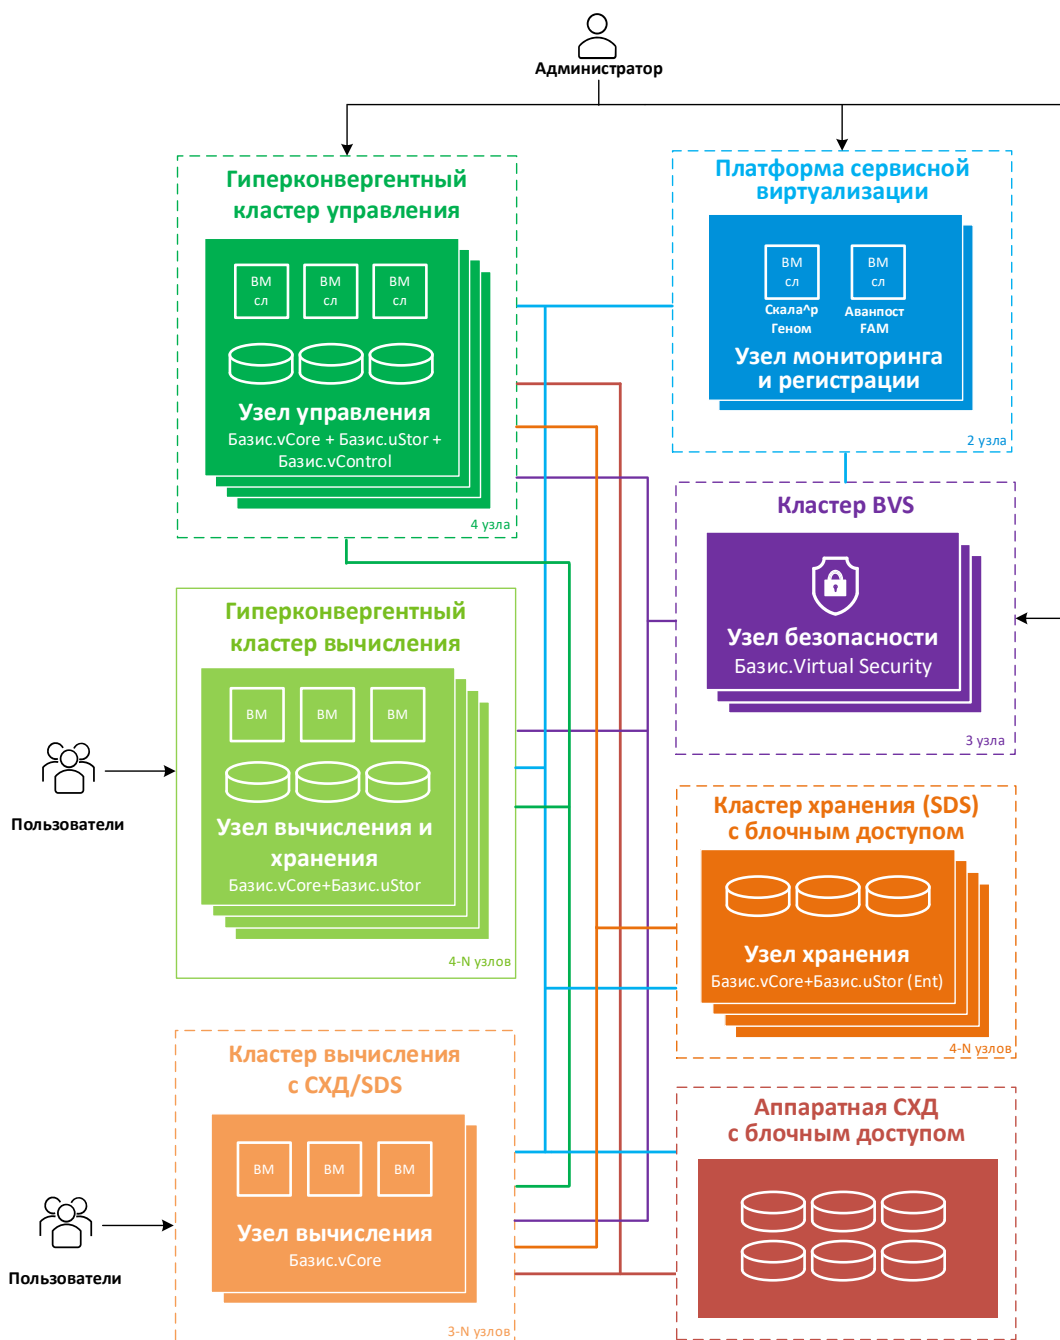 Администратор
Гиперконвергентный
кластер управления
ВМ
сл
ВМ
сл
ВМ
сл
Узел управления
Базис.vCore + Базис.uStor +
Базис.vControl
4 узла
Платформа сервисной
виртуализации
ВМ
сл
ВМ
сл
Скала^р
Геном
Аванпост
FAM
Узел мониторинга
и регистрации
2 узла
Кластер BVS
Узел безопасности
Базис.Virtual Security
3 узла
Гиперконвергентный
кластер вычисления
ВМ
ВМ
ВМ
Узел вычисления и
хранения
Базис.vCore+Базис.uStor
4-N узлов
Пользователи
Кластер хранения (SDS)
с блочным доступом
Узел хранения
Базис.vCore+Базис.uStor (Ent)
4-N узлов
Кластер вычисления
с СХД/SDS
ВМ
ВМ
ВМ
Узел вычисления
Базис.vCore
3-N узлов
Пользователи
Аппаратная СХД
с блочным доступом